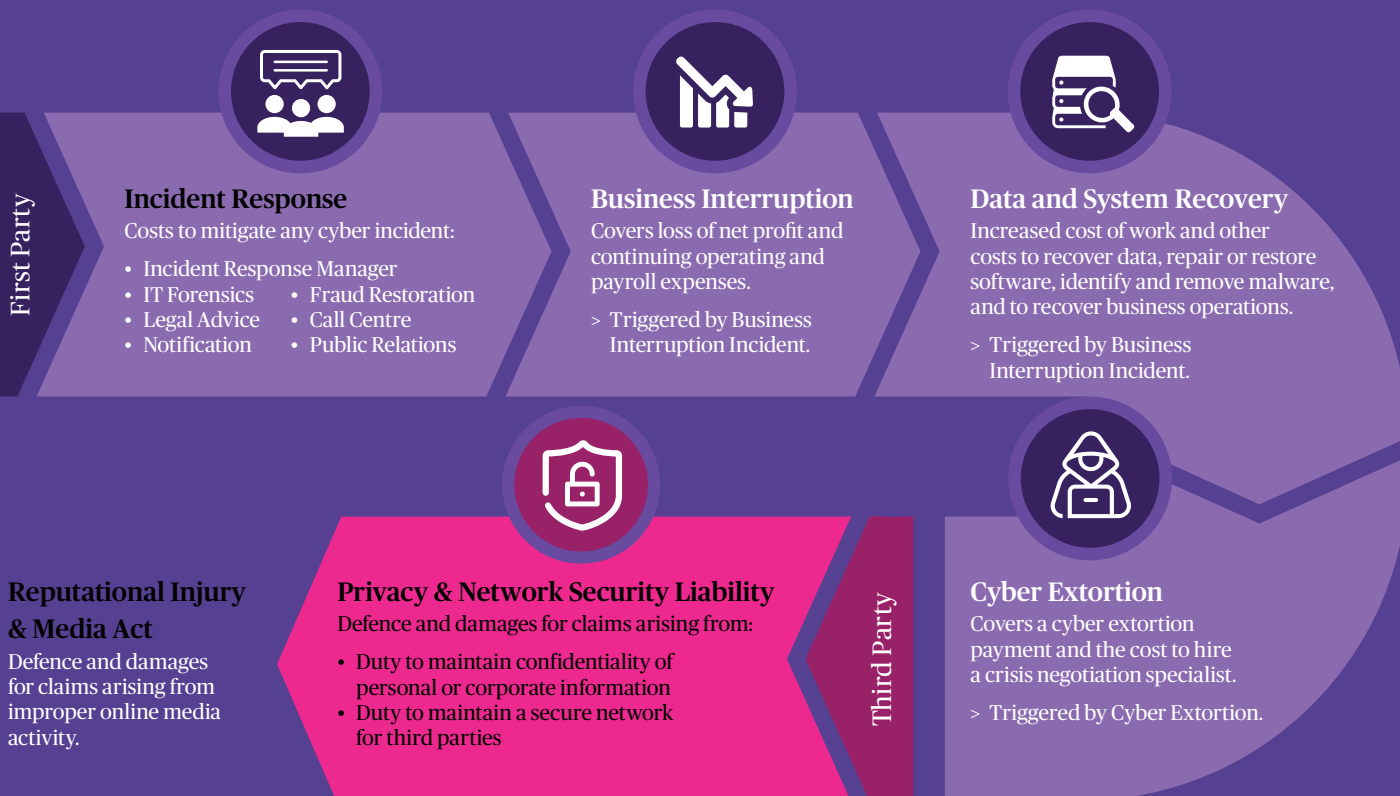 First Party
Incident Response
Costs to mitigate any cyber incident:
• Incident Response Manager
• IT Forensics
• Legal Advice
• Notification
• Fraud Restoration
• Call Centre
• Public Relations
Business Interruption
Covers loss of net profit and
continuing operating and
payroll expenses.
> Triggered by Business
Interruption Incident.
Data and System Recovery
Increased cost of work and other
costs to recover data, repair or restore
software, identify and remove malware,
and to recover business operations.
> Triggered by Business
Interruption Incident.
Cyber Extortion
Covers a cyber extortion
payment and the cost to hire
a crisis negotiation specialist.
> Triggered by Cyber Extortion.
Third Party
Privacy & Network Security Liability
Defence and damages for claims arising from:
• Duty to maintain confidentiality of
personal or corporate information
• Duty to maintain a secure network
for third parties
Reputational Injury
& Media Act
Defence and damages
for claims arising from
improper online media
activity.